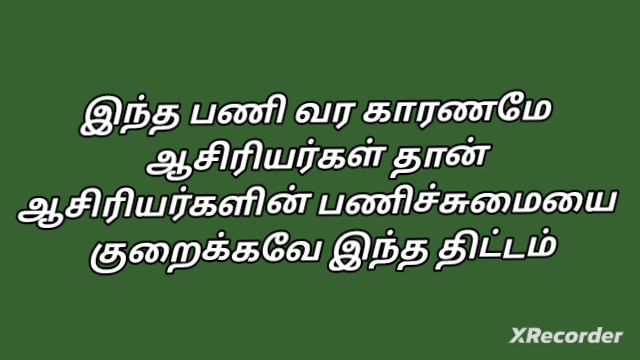 இந்த பணி வர காரணமே
ஆசிரியர்கள் தான்
ஆசிரியர்களின் பணிச்சுமையை
குறைக்கவே இந்த திட்டம்
XRecorder